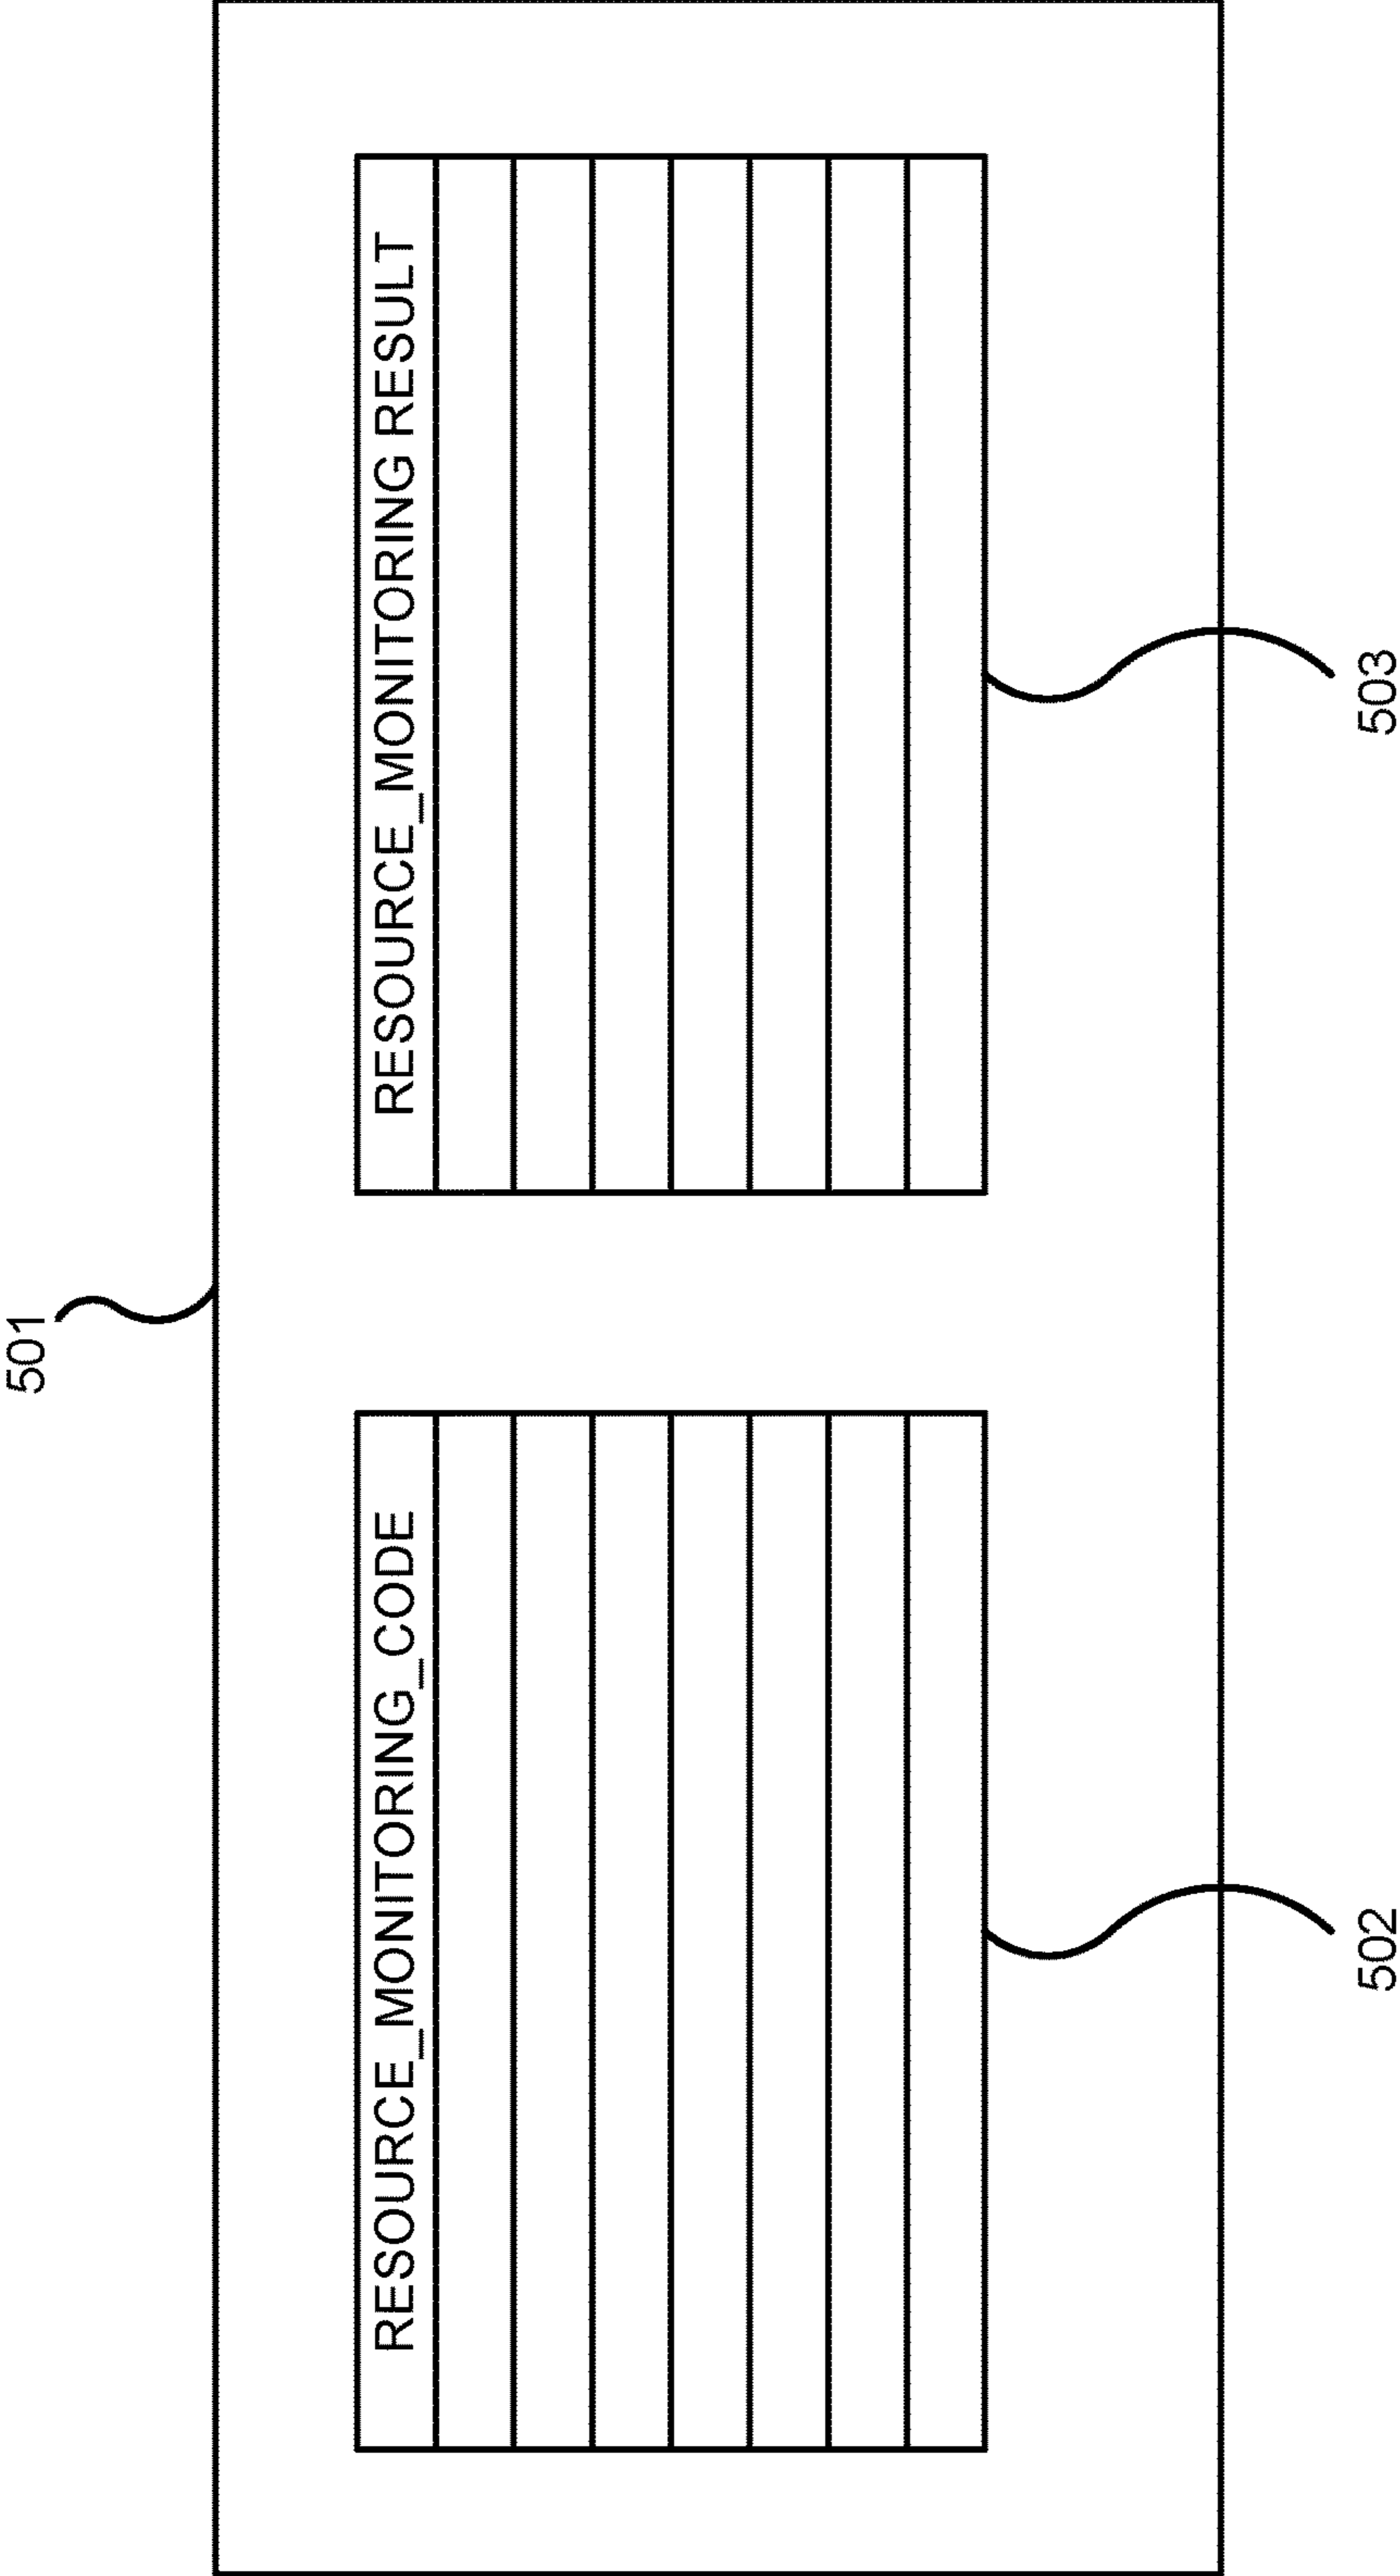 501
RESOURCE_MONITORING_CODE
RESOURCE_MONITORING RESULT
502
503